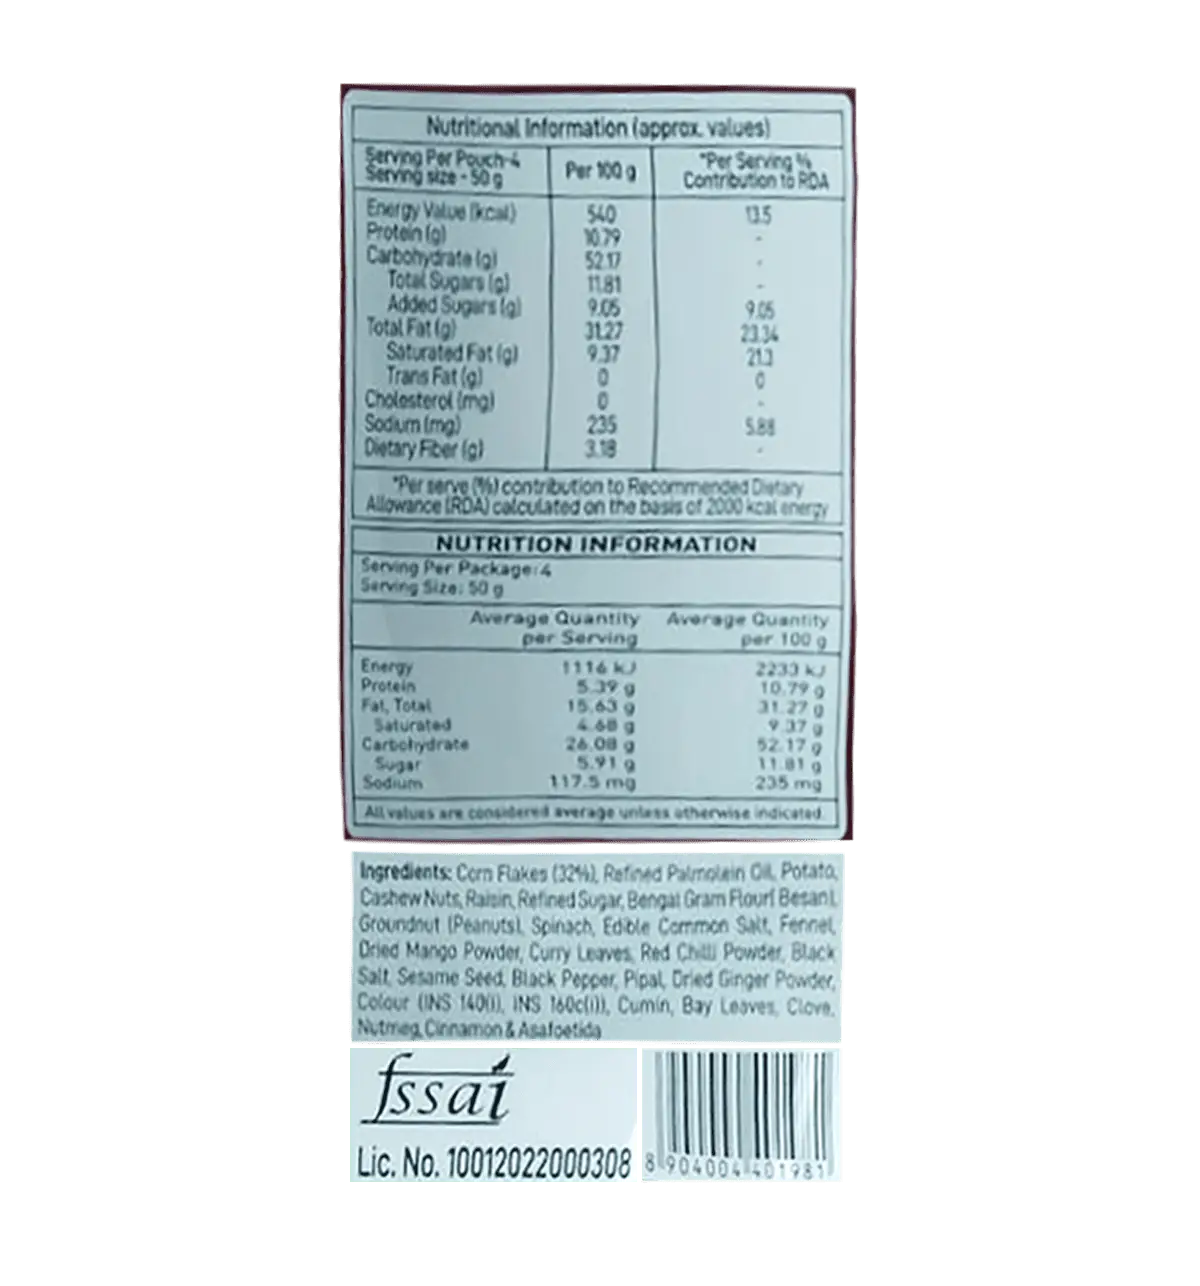 Nutritional Information (approx. values)
Serving Per Pouch-4
Serving size - 50 g
Per 100 g
*Per Serving %
Contribution to RDA
Energy Value (kcal) 540 13.5
Protein (g) 10.79 -
Carbohydrate (g) 52.17 -
Total Sugars (g) 11.81 -
Added Sugars (g) 9.05 9.05
Total Fat (g) 31.27 23.34
Saturated Fat (g) 9.37 21.3
Trans Fat (g) 0 0
Cholesterol (mg) 0 -
Sodium (mg) 235 5.88
Dietary Fiber (g) 3.18 -
*Per serve (%) contribution to Recommended Dietary
Allowance (RDA) calculated on the basis of 2000 kcal energy
NUTRITION INFORMATION
Serving Per Package: 4
Serving Size: 50 g
Average Quantity per Serving
Average Quantity per 100 g
Energy 1116 kJ 2233 kJ
Protein 5.39 g 10.79 g
Fat, Total 15.63 g 31.27 g
Saturated 4.68 g 9.37 g
Carbohydrate 26.08 g 52.17 g
Sugar 5.91 g 11.81 g
Sodium 117.5 mg 235 mg
All values are considered average unless otherwise indicated.
Ingredients: Corn Flakes (32%), Refined Palmolein Oil, Potato,
Cashew Nuts, Raisin, Refined Sugar, Bengal Gram Flour( Besan),
Groundnut (Peanuts), Spinach, Edible Common Salt, Fennel,
Dried Mango Powder, Curry Leaves, Red Chilli Powder, Black
Salt, Sesame Seed, Black Pepper, Pipal, Dried Ginger Powder,
Colour (INS 140(i), INS 160c(i)), Cumin, Bay Leaves, Clove,
Nutmeg, Cinnamon & Asafoetida
fssai
Lic. No. 10012022000308
8 904004 401981